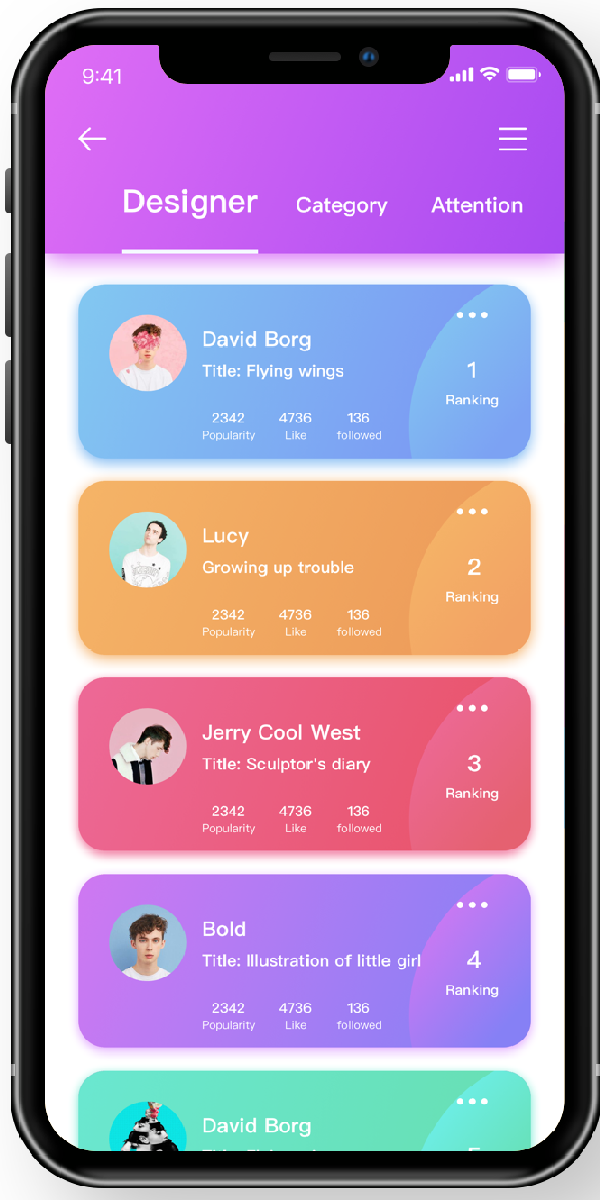 9:41
Designer Category Attention
David Borg
Title: Flying wings
1
Ranking
2342 4736 136
Popularity Like followed
Lucy
Growing up trouble
2
Ranking
2342 4736 136
Popularity Like followed
Jerry Cool West
Title: Sculptor's diary
3
Ranking
2342 4736 136
Popularity Like followed
Bold
Title: Illustration of little girl
4
Ranking
2342 4736 136
Popularity Like followed
David Borg